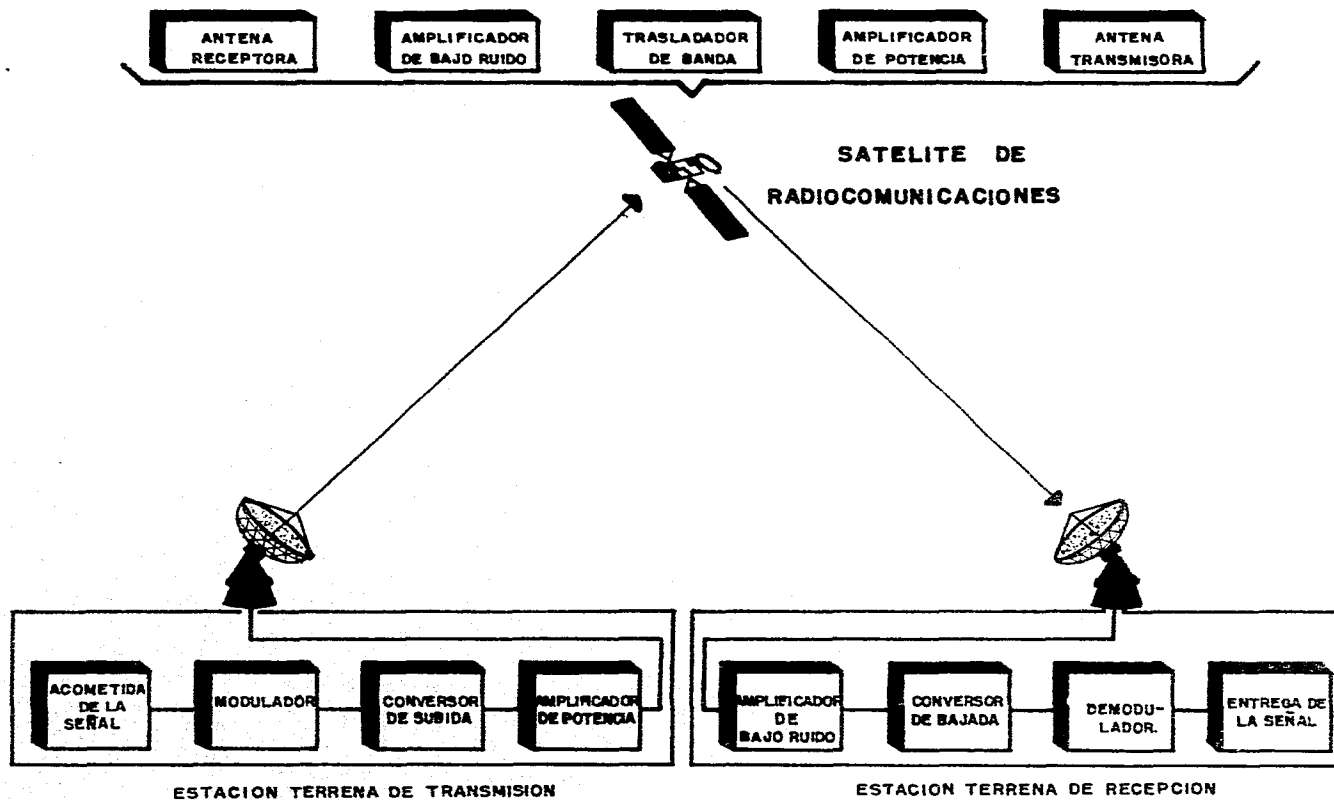 ANTENA
RECEPTORA
AMPLIFICADOR
DE BAJO RUIDO
TRASLADADOR
DE BANDA
AMPLIFICADOR
DE POTENCIA
ANTENA
TRANSMISORA
SATELITE DE
RADIOCOMUNICACIONES
ACOMETIDA
DE LA
SEÑAL
MODULADOR
CONVERSOR
DE SUBIDA
AMPLIFICADOR
DE POTENCIA
AMPLIFICADOR
DE
BAJO RUIDO
CONVERSOR
DE BAJADA
DEMODU-
LADOR.
ENTREGA DE
LA SEÑAL
ESTACION TERRENA DE TRANSMISION
ESTACION TERRENA DE RECEPCION